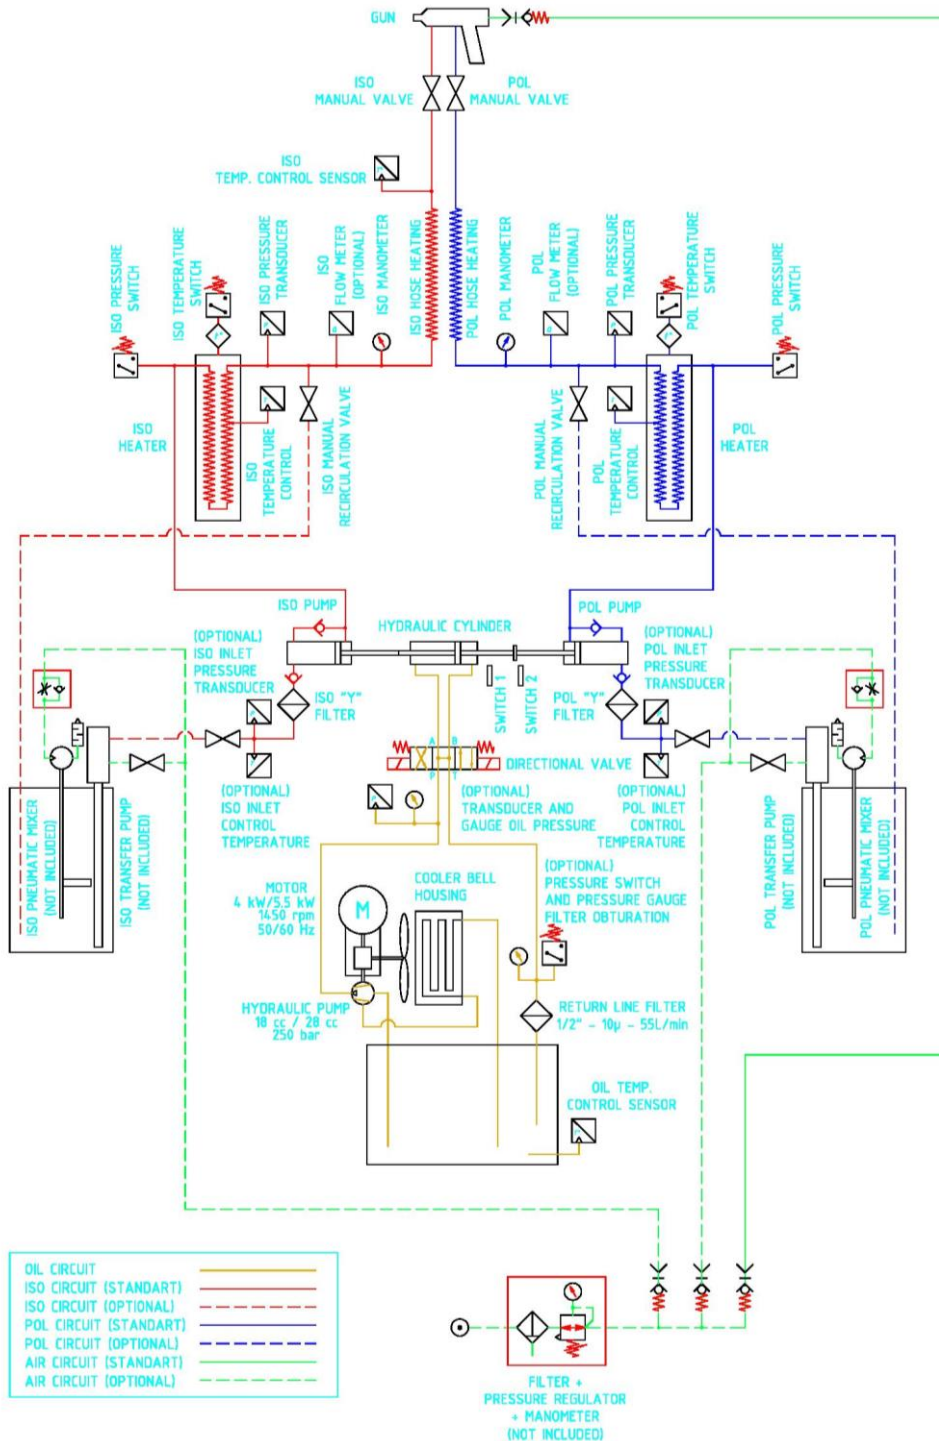 GUN
ISO
MANUAL VALVE
POL
MANUAL VALVE
ISO
TEMP. CONTROL SENSOR
ISO PRESSURE
SWITCH
ISO TEMPERATURE
SWITCH
ISO PRESSURE
TRANSDUCER
ISO
FLOW METER
(OPTIONAL)
ISO MANOMETER
ISO HOSE HEATING
POL HOSE HEATING
POL MANOMETER
POL
FLOW METER
(OPTIONAL)
POL PRESSURE
TRANSDUCER
POL TEMPERATURE
SWITCH
POL PRESSURE
SWITCH
ISO
HEATER
ISO
TEMPERATURE
CONTROL
ISO MANUAL
RECIRCULATION VALVE
POL MANUAL
RECIRCULATION VALVE
POL
TEMPERATURE
CONTROL
POL
HEATER
ISO PUMP
HYDRAULIC CYLINDER
POL PUMP
(OPTIONAL)
ISO INLET
PRESSURE
TRANSDUCER
ISO "Y"
FILTER
SWITCH 1
SWITCH 2
POL "Y"
FILTER
(OPTIONAL)
POL INLET
PRESSURE
TRANSDUCER
A B
P T
DIRECTIONAL VALVE
(OPTIONAL)
ISO INLET
CONTROL
TEMPERATURE
(OPTIONAL)
TRANSDUCER AND
GAUGE OIL PRESSURE
(OPTIONAL)
POL INLET
CONTROL
TEMPERATURE
ISO PNEUMATIC MIXER
(NOT INCLUDED)
ISO TRANSFER PUMP
(NOT INCLUDED)
MOTOR
4 kW/5.5 kW
1450 rpm
50/60 Hz
M
COOLER BELL
HOUSING
(OPTIONAL)
PRESSURE SWITCH
AND PRESSURE GAUGE
FILTER OBTURATION
POL TRANSFER PUMP
(NOT INCLUDED)
POL PNEUMATIC MIXER
(NOT INCLUDED)
HYDRAULIC PUMP
18 cc / 28 cc
250 bar
RETURN LINE FILTER
1/2" - 10µ - 55L/min
OIL TEMP.
CONTROL SENSOR
OIL CIRCUIT
ISO CIRCUIT (STANDART)
ISO CIRCUIT (OPTIONAL)
POL CIRCUIT (STANDART)
POL CIRCUIT (OPTIONAL)
AIR CIRCUIT (STANDART)
AIR CIRCUIT (OPTIONAL)
FILTER +
PRESSURE REGULATOR
+ MANOMETER
(NOT INCLUDED)